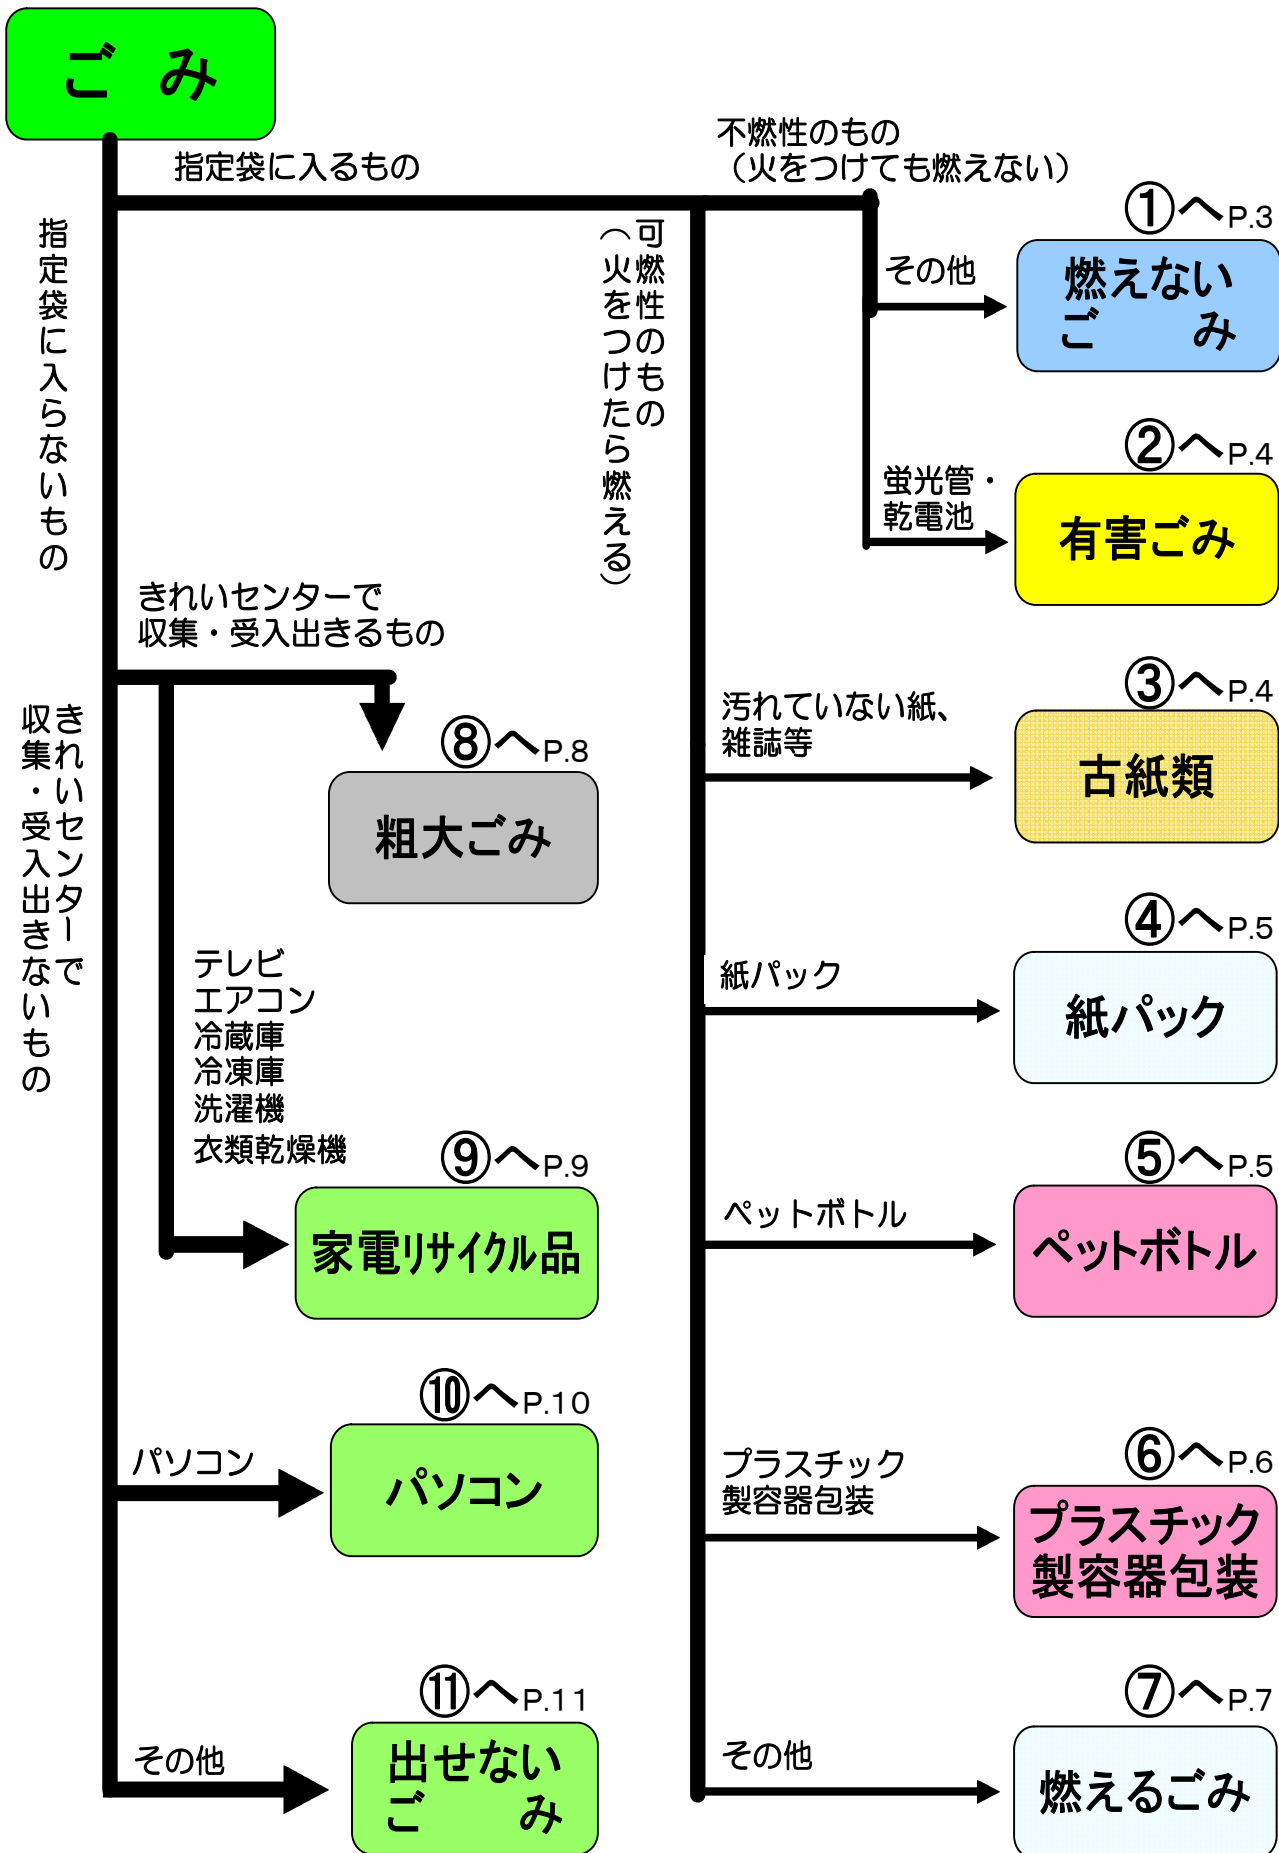 ごみ
指定袋に入るもの
不燃性のもの
（火をつけても燃えない）
その他
①へP.3
燃えない
ごみ
蛍光管・
乾電池
②へP.4
有害ごみ
可燃性のもの
（火をつけたら燃える）
汚れていない紙、
雑誌等
③へP.4
古紙類
紙パック
④へP.5
紙パック
ペットボトル
⑤へP.5
ペットボトル
プラスチック
製容器包装
⑥へP.6
プラスチック
製容器包装
その他
⑦へP.7
燃えるごみ
指定袋に入らないもの
きれいセンターで
収集・受入出きるもの
⑧へP.8
粗大ごみ
テレビ
エアコン
冷蔵庫
冷凍庫
洗濯機
衣類乾燥機
⑨へP.9
家電リサイクル品
きれいセンターで
収集・受入出きないもの
パソコン
⑩へP.10
パソコン
その他
⑪へP.11
出せない
ごみ